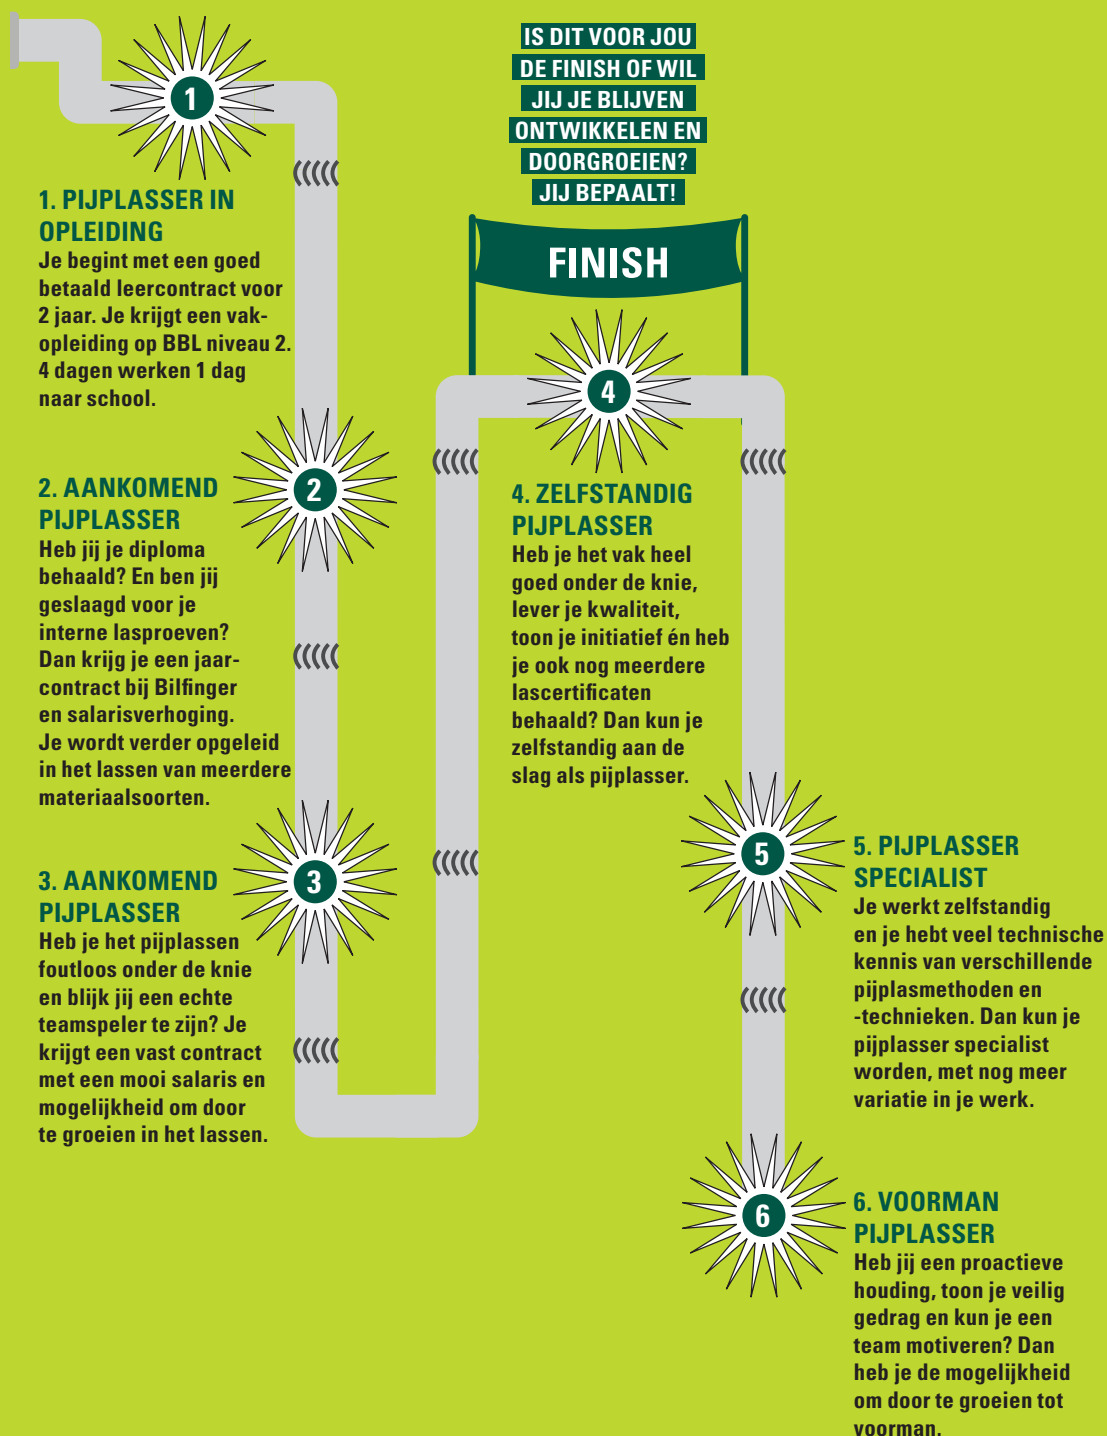 1
1. PIJPLASSER IN
OPLEIDING
Je begint met een goed
betaald leercontract voor
2 jaar. Je krijgt een vak-
opleiding op BBL niveau 2.
4 dagen werken 1 dag
naar school.
2
2. AANKOMEND
PIJPLASSER
Heb jij je diploma
behaald? En ben jij
geslaagd voor je
interne lasproeven?
Dan krijg je een jaar-
contract bij Bilfinger
en salarisverhoging.
Je wordt verder opgeleid
in het lassen van meerdere
materiaalsoorten.
3
3. AANKOMEND
PIJPLASSER
Heb je het pijplassen
foutloos onder de knie
en blijk jij een echte
teamspeler te zijn? Je
krijgt een vast contract
met een mooi salaris en
mogelijkheid om door
te groeien in het lassen.
IS DIT VOOR JOU
DE FINISH OF WIL
JIJ JE BLIJVEN
ONTWIKKELEN EN
DOORGROEIEN?
JIJ BEPAALT!
FINISH
4
4. ZELFSTANDIG
PIJPLASSER
Heb je het vak heel
goed onder de knie,
lever je kwaliteit,
toon je initiatief én heb
je ook nog meerdere
lascertificaten
behaald? Dan kun je
zelfstandig aan de
slag als pijplasser.
5
5. PIJPLASSER
SPECIALIST
Je werkt zelfstandig
en je hebt veel technische
kennis van verschillende
pijplasmethoden en
-technieken. Dan kun je
pijplasser specialist
worden, met nog meer
variatie in je werk.
6
6. VOORMAN
PIJPLASSER
Heb jij een proactieve
houding, toon je veilig
gedrag en kun je een
team motiveren? Dan
heb je de mogelijkheid
om door te groeien tot
voorman.